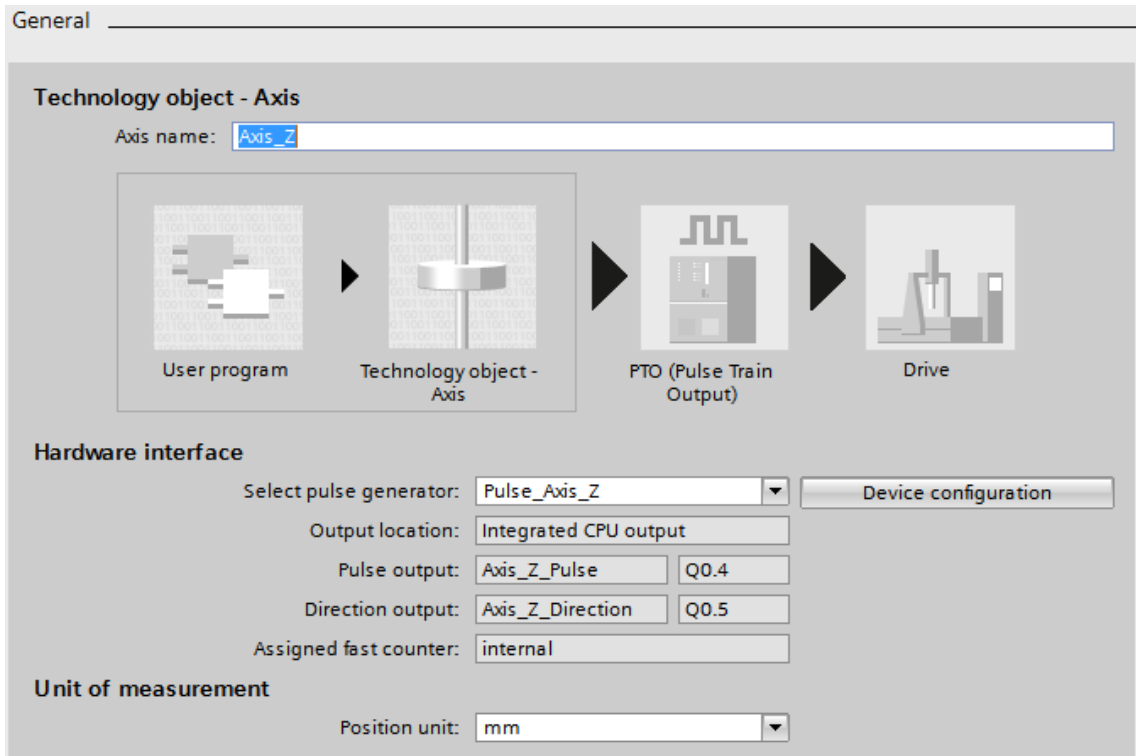 General
Technology object - Axis
Axis name: Axis_Z
User program
Technology object -
Axis
PTO (Pulse Train
Output)
Drive
Hardware interface
Select pulse generator: Pulse_Axis_Z Device configuration
Output location: Integrated CPU output
Pulse output: Axis_Z_Pulse Q0.4
Direction output: Axis_Z_Direction Q0.5
Assigned fast counter: internal
Unit of measurement
Position unit: mm